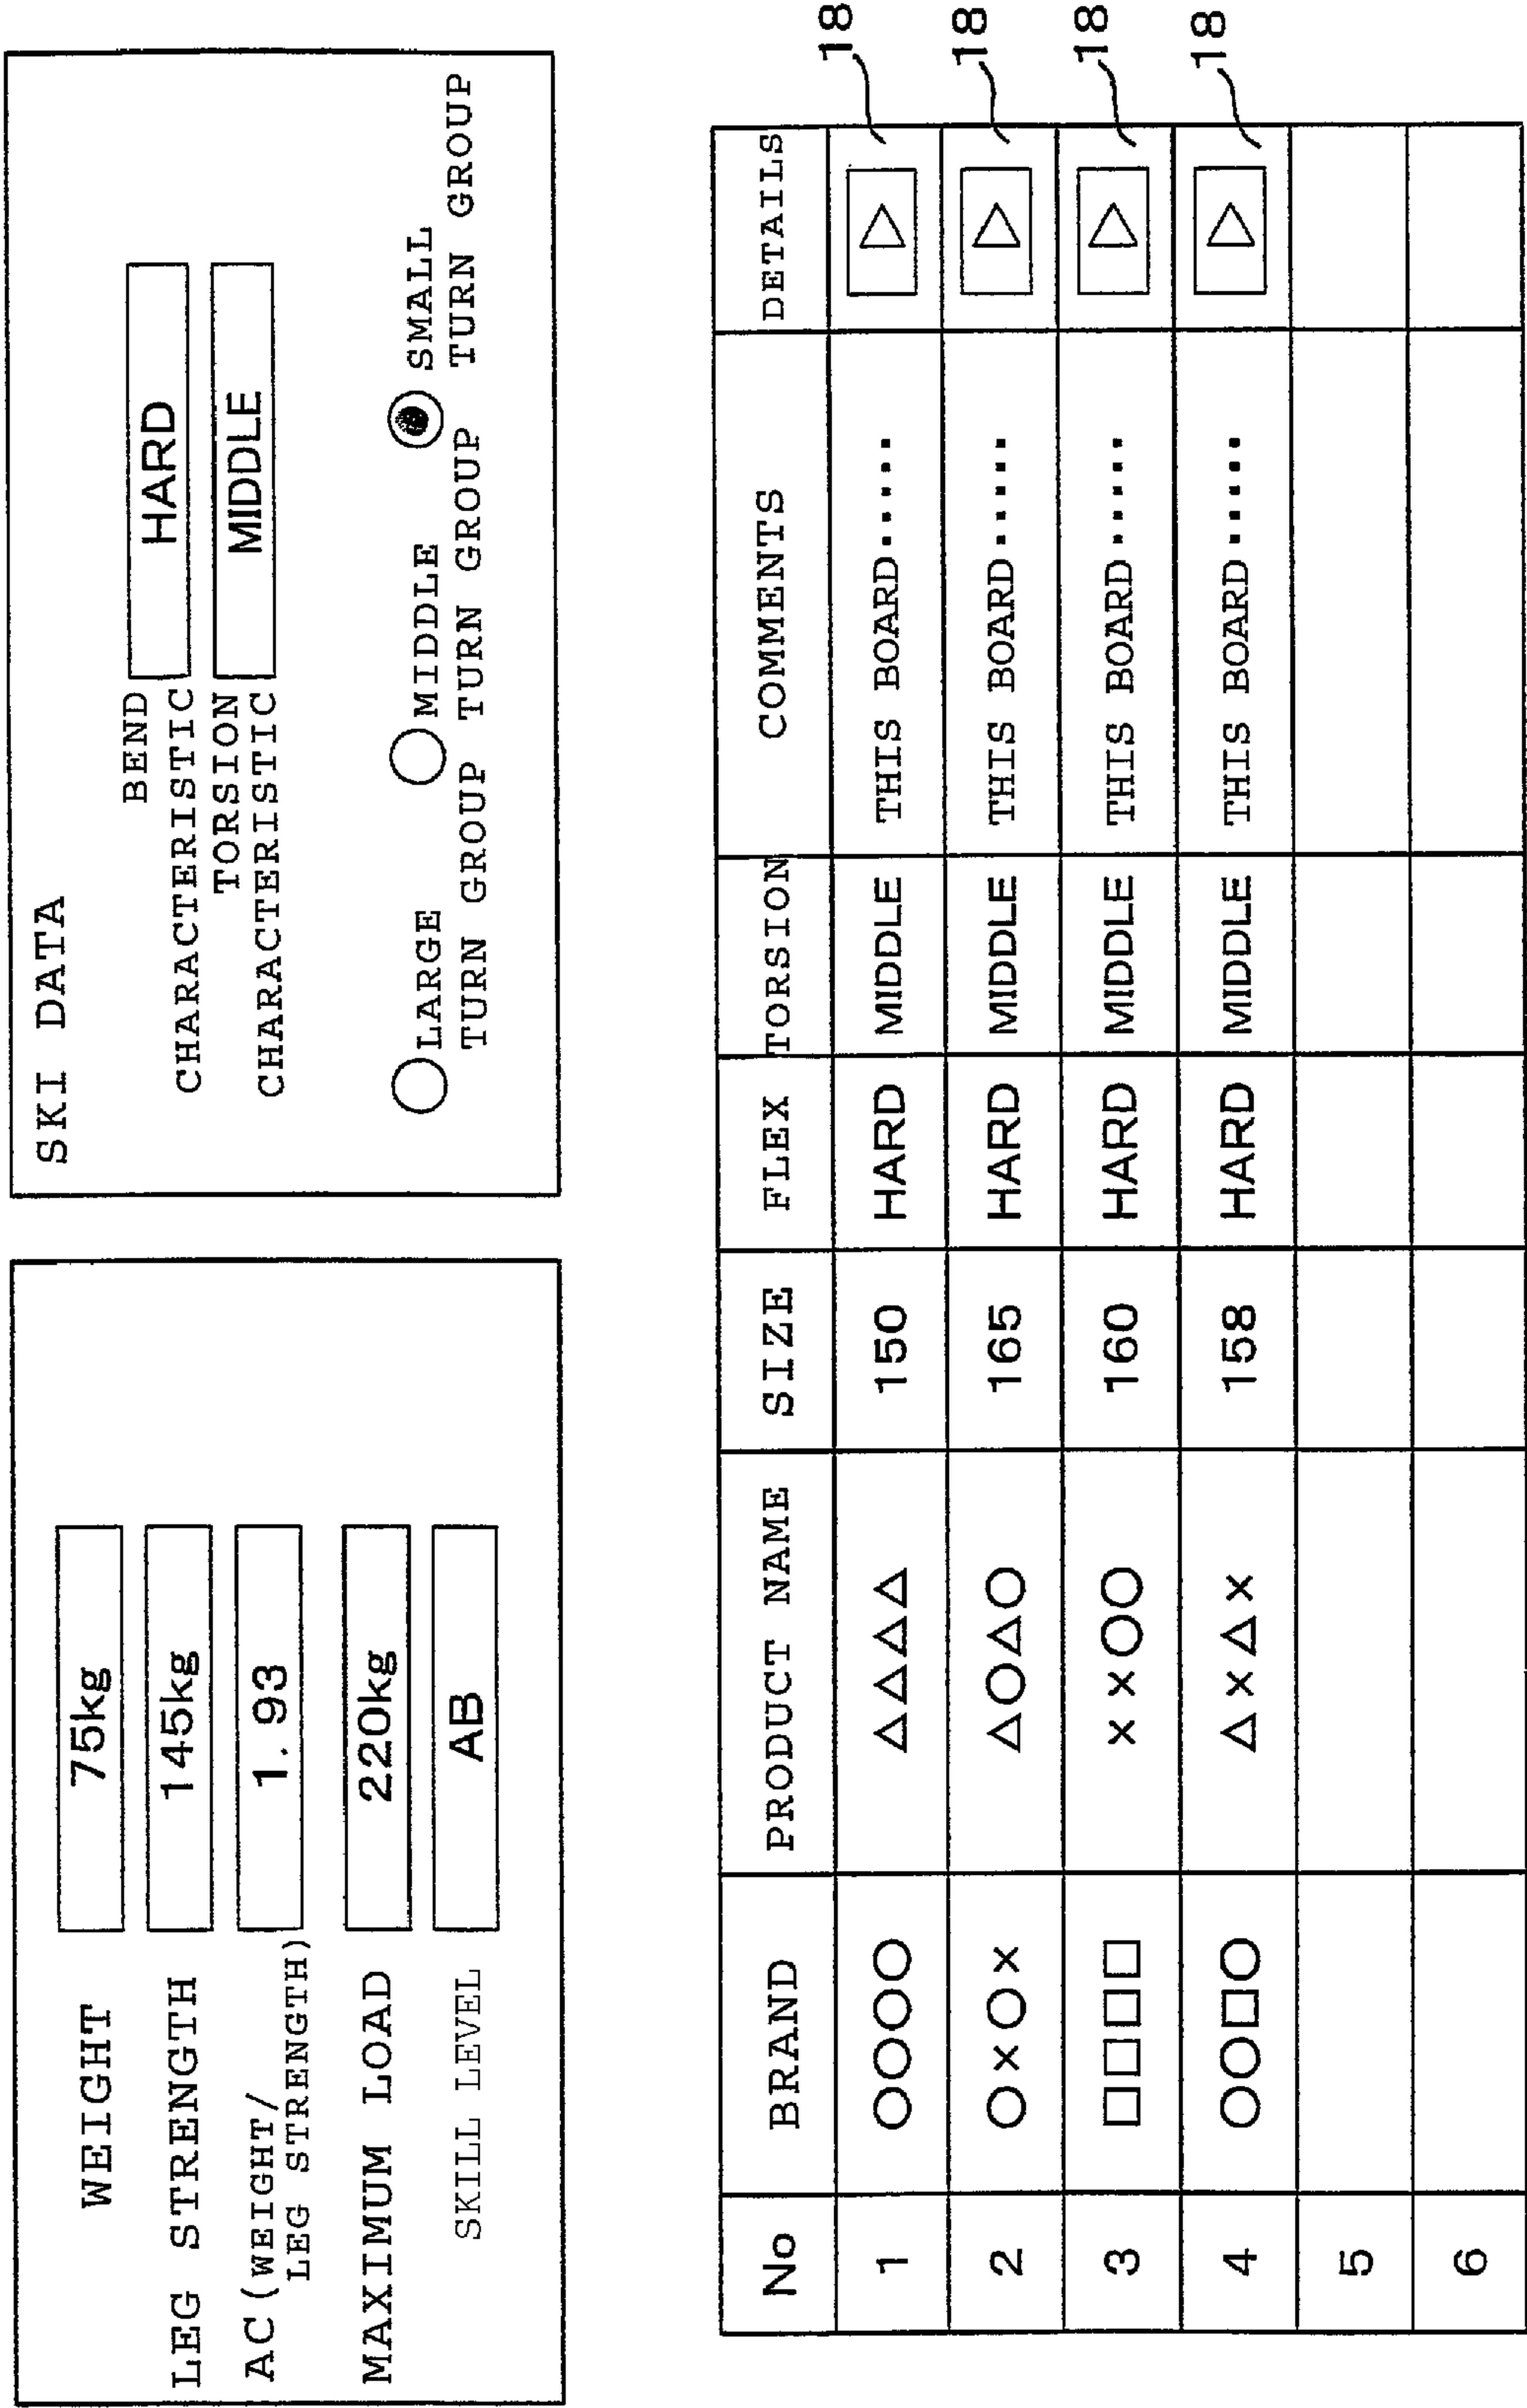 WEIGHT 75kg
LEG STRENGTH 145kg
AC(WEIGHT/
LEG STRENGTH) 1.93
MAXIMUM LOAD 220kg
SKILL LEVEL AB
SKI DATA
BEND
CHARACTERISTIC HARD
TORSION
CHARACTERISTIC MIDDLE
LARGE MIDDLE SMALL
TURN GROUP TURN GROUP TURN GROUP
No BRAND PRODUCT NAME SIZE FLEX TORSION COMMENTS DETAILS
1 ○○○○ △△△△ 150 HARD MIDDLE THIS BOARD...... ▷ 18
2 ○×○× △○△○ 165 HARD MIDDLE THIS BOARD...... ▷ 18
3 □□□□ ××○○ 160 HARD MIDDLE THIS BOARD...... ▷ 18
4 ○○□○ △×△× 158 HARD MIDDLE THIS BOARD...... ▷ 18
5
6